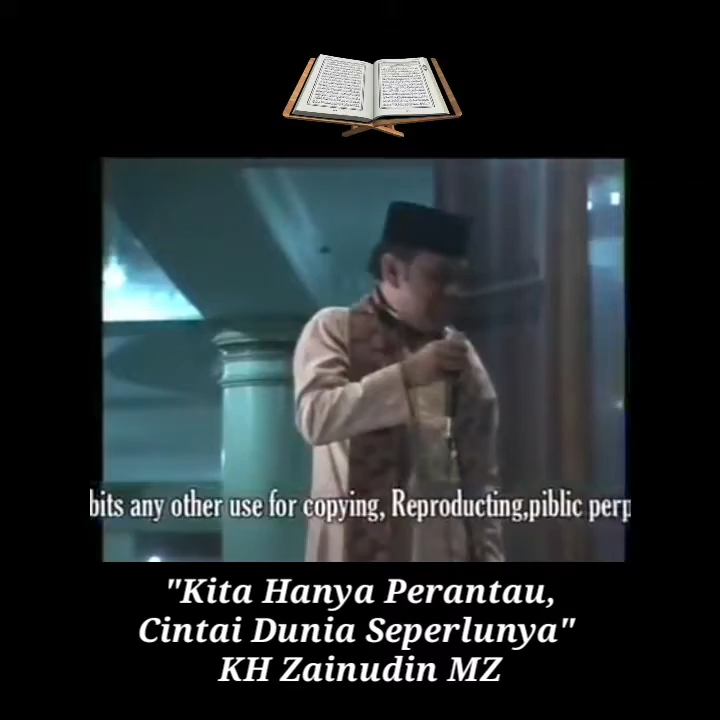 bits any other use for copying, Reproducting,piblic perp
"Kita Hanya Perantau,
Cintai Dunia Seperlunya"
KH Zainudin MZ